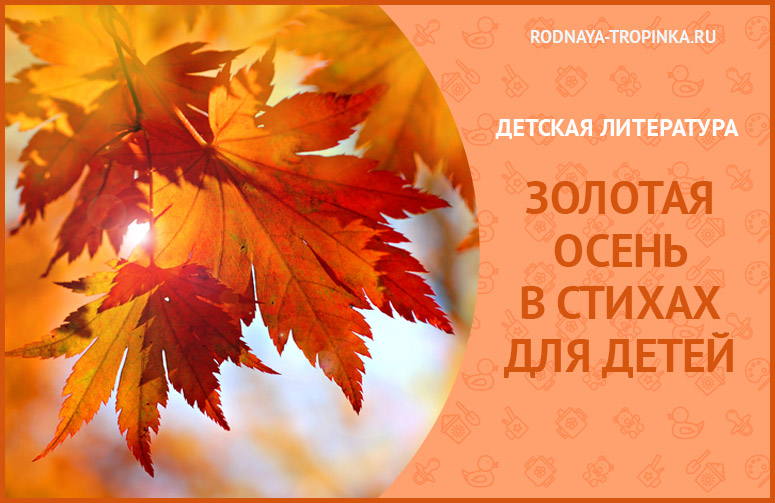 RODNAYA-TROPINKA.RU
ДЕТСКАЯ ЛИТЕРАТУРА
ЗОЛОТАЯ
ОСЕНЬ
В СТИХАХ
ДЛЯ ДЕТЕЙ